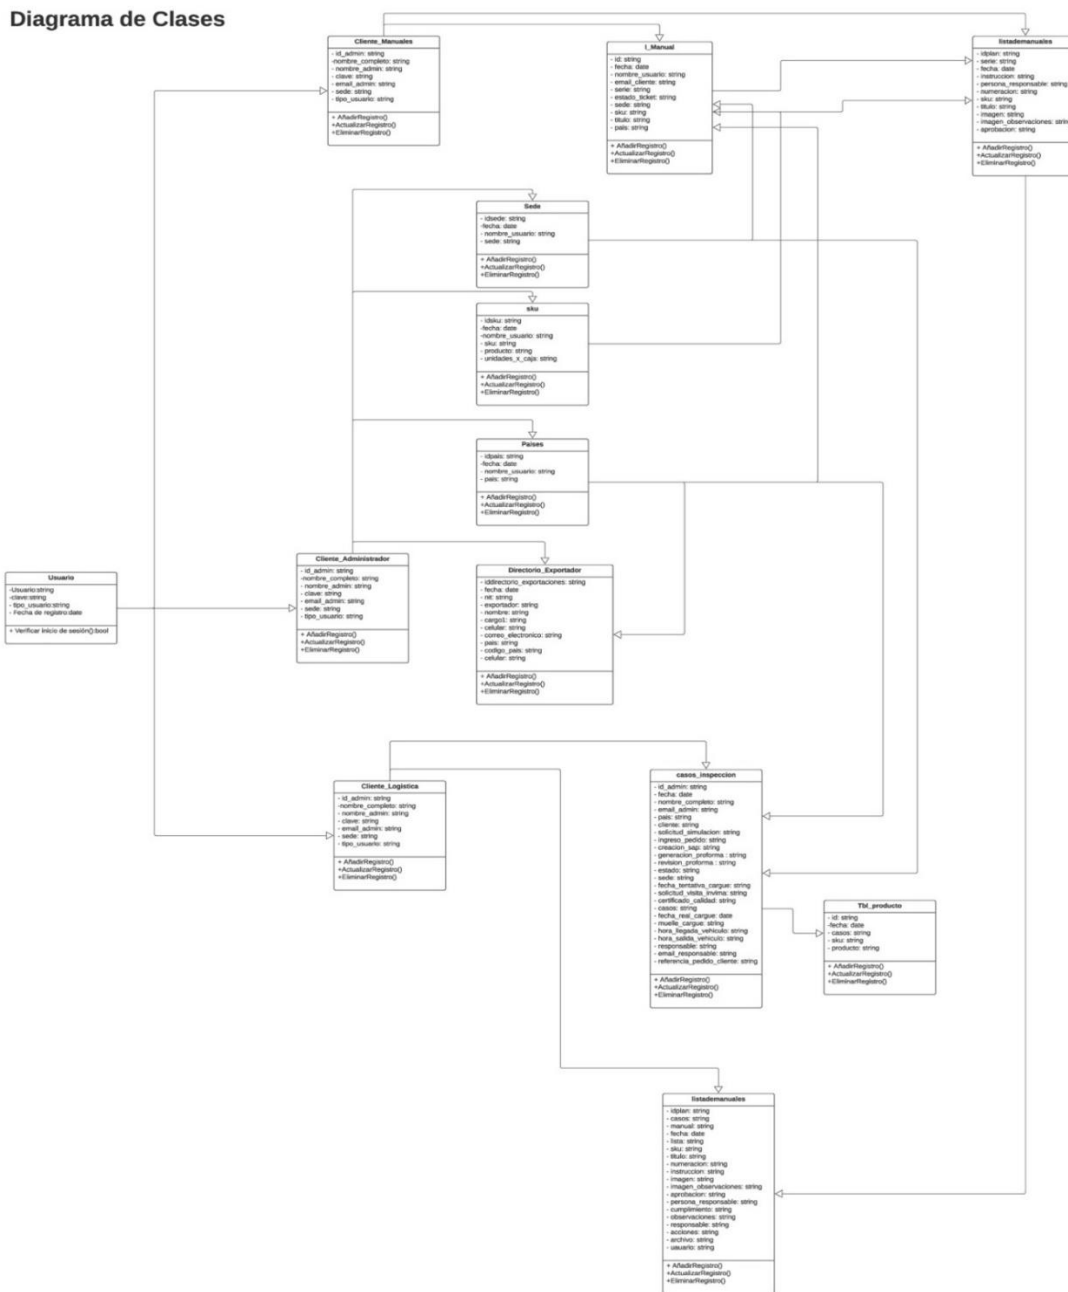 Diagrama de Clases
Cliente_Manuales
- id_admin: string
-nombre_completo: string
- nombre_admin: string
- clave: string
- email_admin: string
- sede: string
- tipo_usuario: string
+ AñadirRegistro()
+ActualizarRegistro()
+EliminarRegistro()
l_Manual
- id: string
- fecha: date
- nombre_usuario: string
- email_cliente: string
- serie: string
- estado_ticket: string
- sede: string
- sku: string
- titulo: string
- pais: string
+ AñadirRegistro()
+ActualizarRegistro()
+EliminarRegistro()
listademanuales
- idplan: string
- serie: string
- fecha: date
- instruccion: string
- persona_responsable: string
- numeracion: string
- sku: string
- titulo: string
- imagen: string
- imagen_observaciones: string
- aprobacion: string
+ AñadirRegistro()
+ActualizarRegistro()
+EliminarRegistro()
Sede
- idsede: string
-fecha: date
- nombre_usuario: string
- sede: string
+ AñadirRegistro()
+ActualizarRegistro()
+EliminarRegistro()
sku
- idsku: string
-fecha: date
-nombre_usuario: string
- sku: string
- producto: string
- unidades_x_caja: string
+ AñadirRegistro()
+ActualizarRegistro()
+EliminarRegistro()
Paises
- idpais: string
-fecha: date
- nombre_usuario: string
- pais: string
+ AñadirRegistro()
+ActualizarRegistro()
+EliminarRegistro()
Usuario
-Usuario:string
-clave:string
- tipo_usuario:string
- Fecha de registro:date
+ Verificar inicio de sesión():bool
Cliente_Administrador
- id_admin: string
-nombre_completo: string
- nombre_admin: string
- clave: string
- email_admin: string
- sede: string
- tipo_usuario: string
+ AñadirRegistro()
+ActualizarRegistro()
+EliminarRegistro()
Directorio_Exportador
- iddirectorio_exportaciones: string
- fecha: date
- nit: string
- exportador: string
- nombre: string
- cargo1: string
- celular: string
- correo_electronico: string
- pais: string
- codigo_pais: string
- celular: string
+ AñadirRegistro()
+ActualizarRegistro()
+EliminarRegistro()
Cliente_Logística
- id_admin: string
-nombre_completo: string
- nombre_admin: string
- clave: string
- email_admin: string
- sede: string
- tipo_usuario: string
+ AñadirRegistro()
+ActualizarRegistro()
+EliminarRegistro()
casos_inspeccion
- id_admin: string
- fecha: date
- nombre_completo: string
- email_admin: string
- pais: string
- cliente: string
- solicitud_simulacion: string
- ingreso_pedido: string
- creacion_sap: string
- generacion_proforma : string
- revision_proforma : string
- estado: string
- sede: string
- fecha_tentativa_cargue: string
- solicitud_visita_invima: string
- certificado_calidad: string
- casos: string
- fecha_real_cargue: date
- muelle_cargue: string
- hora_llegada_vehiculo: string
- hora_salida_vehiculo: string
- responsable: string
- email_responsable: string
- referencia_pedido_cliente: string
+ AñadirRegistro()
+ActualizarRegistro()
+EliminarRegistro()
Tbl_producto
- id: string
-fecha: date
- casos: string
- sku: string
- producto: string
+ AñadirRegistro()
+ActualizarRegistro()
+EliminarRegistro()
listademanuales
- idplan: string
- casos: string
- manual: string
- fecha: date
- lista: string
- sku: string
- titulo: string
- numeracion: string
- instruccion: string
- imagen: string
- imagen_observaciones: string
- aprobacion: string
- persona_responsable: string
- cumplimiento: string
- observaciones: string
- responsable: string
- acciones: string
- archivo: string
- usuario: string
+ AñadirRegistro()
+ActualizarRegistro()
+EliminarRegistro()